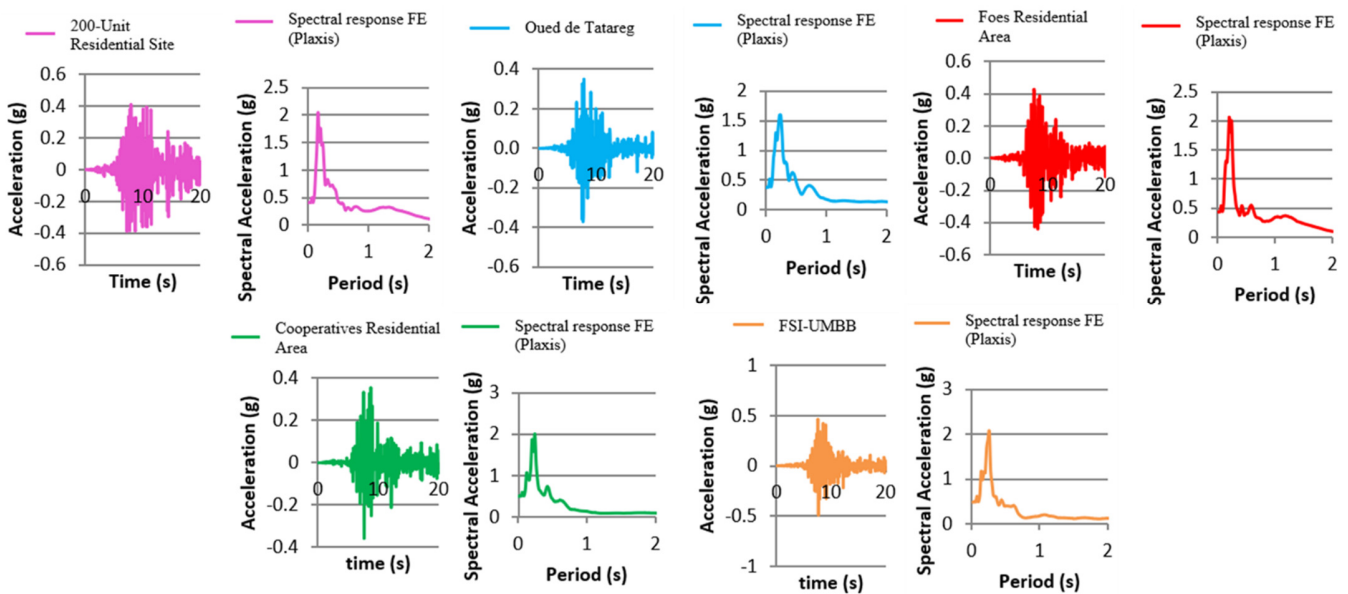 200-Unit
Residential Site
Acceleration (g)
0.6
0.4
0.2
0
-0.2
-0.4
-0.6
0
10
20
Time (s)
Spectral response FE
(Plaxis)
Spectral Acceleration (g)
2.5
2
1.5
1
0.5
0
0
1
2
Period (s)
Oued de Tatareg
Acceleration (g)
0.4
0.2
0.0
-0.2
-0.4
-0.6
0
10
20
Time (s)
Spectral response FE
(Plaxis)
Spectral Acceleration (g)
2
1.5
1
0.5
0
0
1
2
Period (s)
Foes Residential
Area
Acceleration (g)
0.6
0.4
0.2
0.0
-0.2
-0.4
-0.6
0
10
20
Time (s)
Spectral response FE
(Plaxis)
Spectral Acceleration (g)
2.5
2
1.5
1
0.5
0
0
1
2
Period (s)
Cooperatives Residential
Area
Acceleration (g)
0.4
0.2
0
-0.2
-0.4
0
10
20
time (s)
Spectral response FE
(Plaxis)
Spectral Acceleration (g)
3
2
1
0
0
1
2
Period (s)
FSI-UMBB
Acceleration (g)
1
0.5
0
-0.5
-1
0
10
20
time (s)
Spectral response FE
(Plaxis)
Spectral Acceleration (g)
3
2
1
0
0
1
2
Period (s)